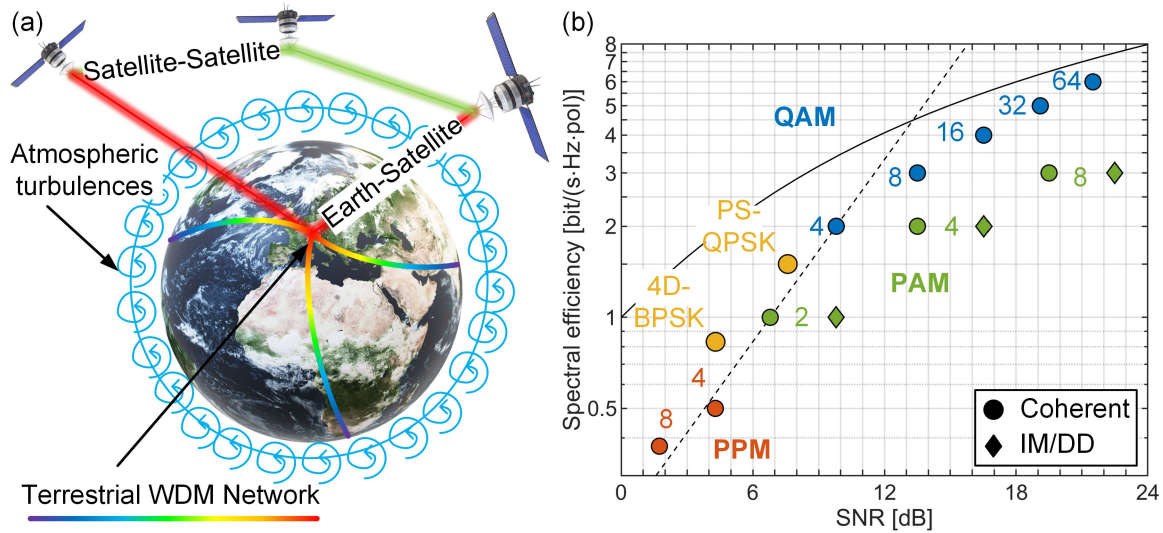 (a)
Satellite-Satellite
Earth-Satellite
Atmospheric
turbulences
Terrestrial WDM Network
(b)
Spectral efficiency [bit/(s·Hz·pol)]
8
6
5
4
3
2
1
0.5
QAM
64
32
16
8
4
PS-
QPSK
4D-
BPSK
PAM
8
4
2
PPM
4
8
Coherent
IM/DD
0 6 12 18 24
SNR [dB]